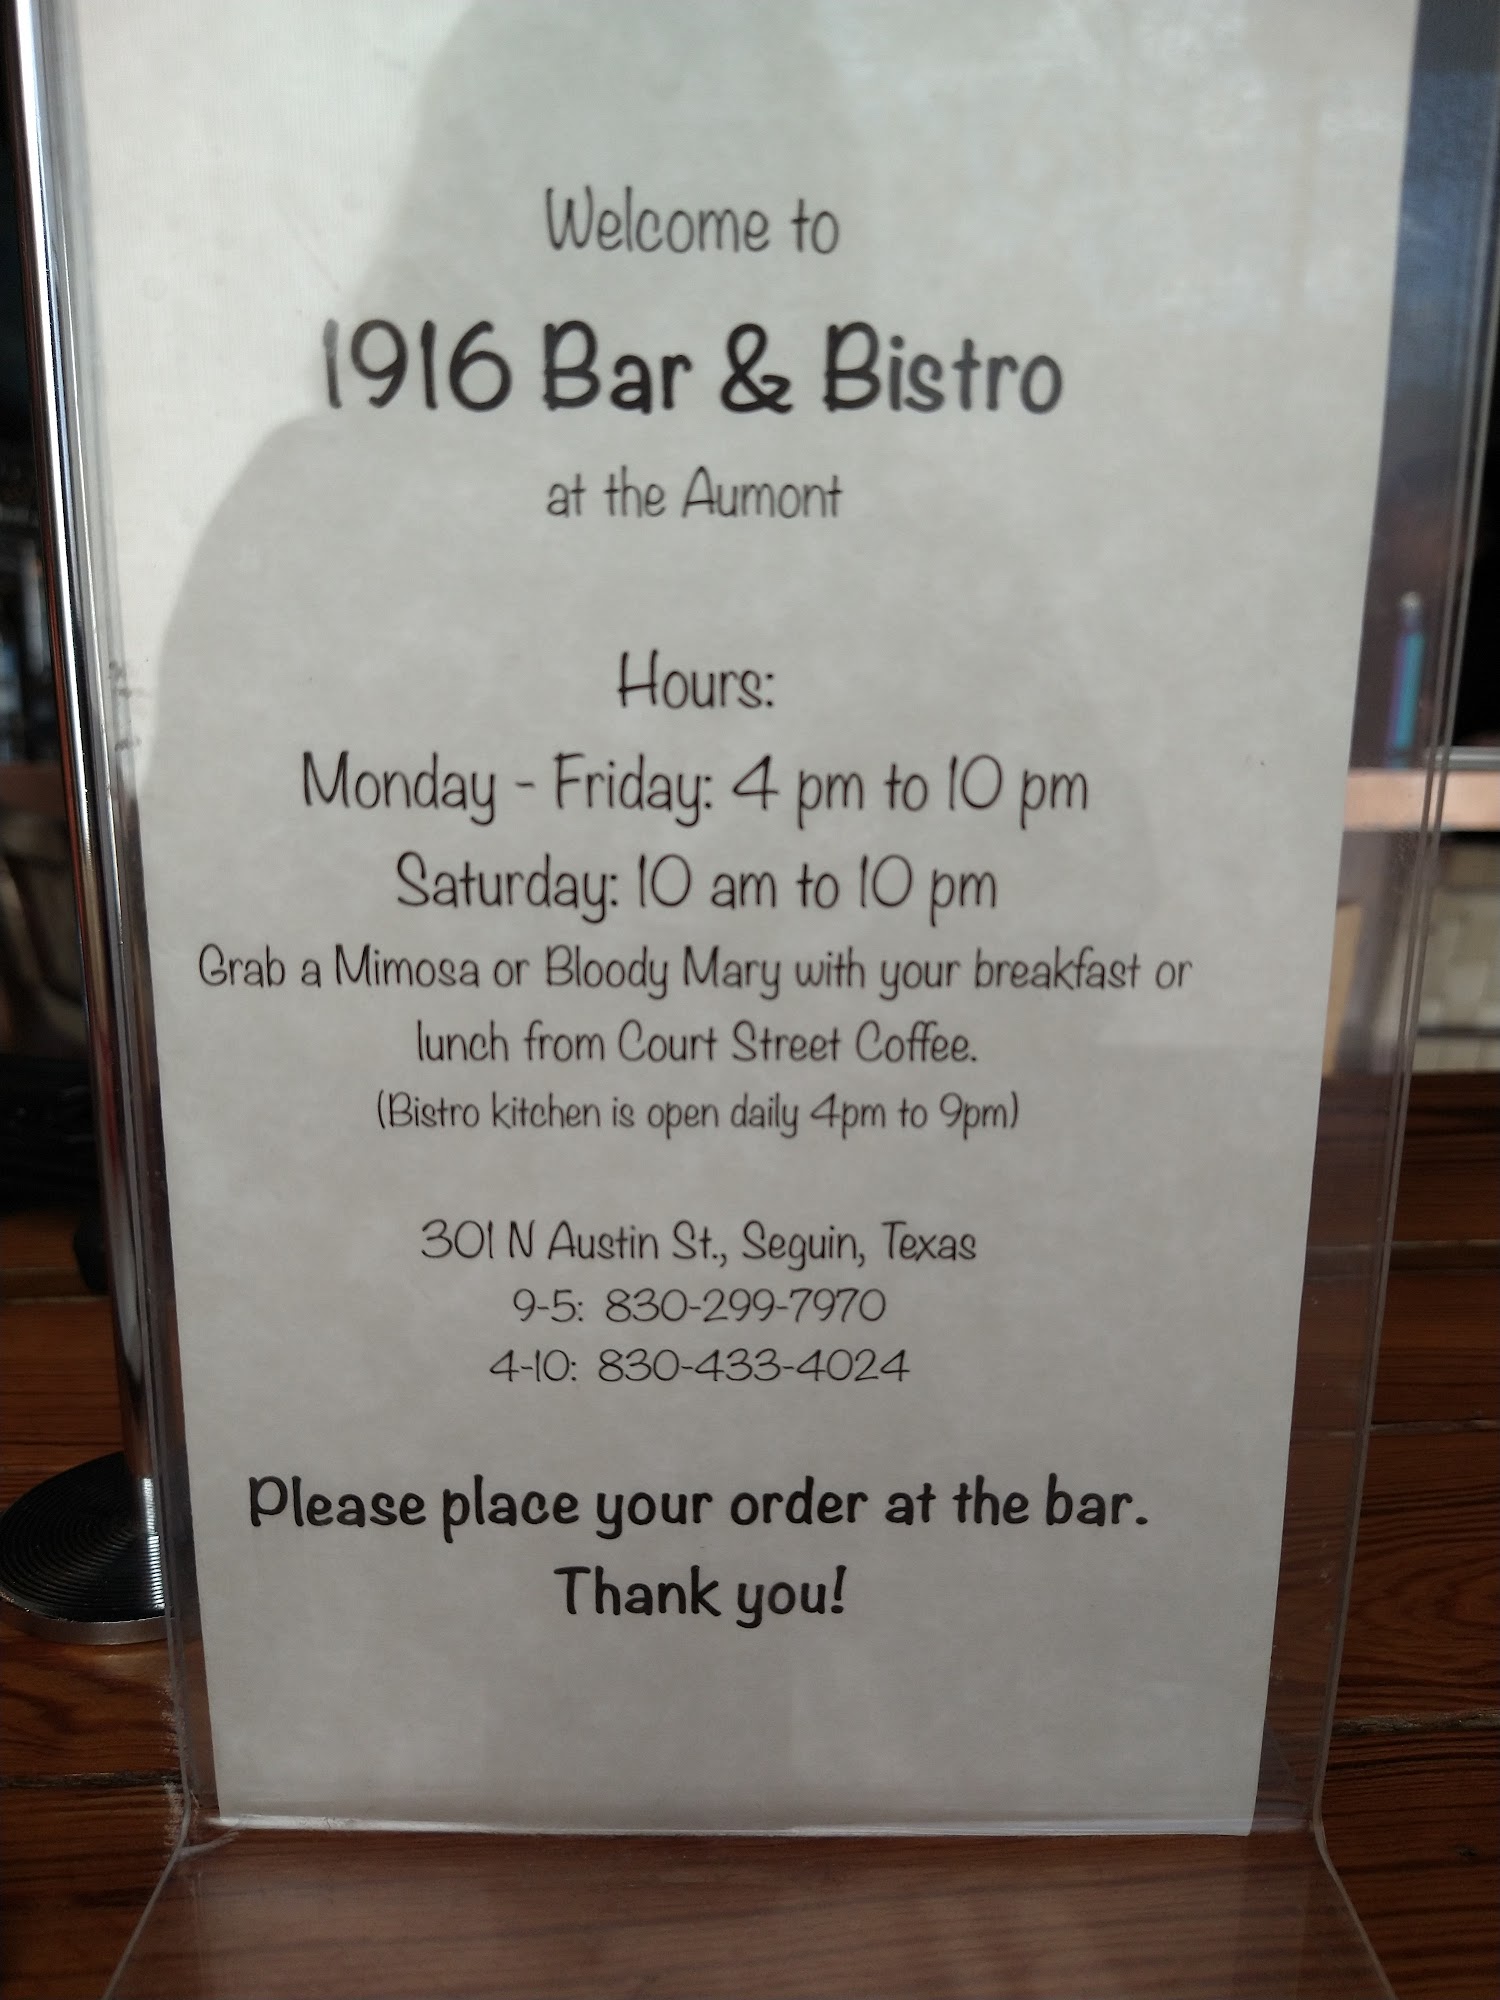 Welcome to
1916 Bar & Bistro
at the Aumont
Hours:
Monday - Friday: 4 pm to 10 pm
Saturday: 10 am to 10 pm
Grab a Mimosa or Bloody Mary with your breakfast or
lunch from Court Street Coffee.
(Bistro kitchen is open daily 4pm to 9pm)
301 N Austin St., Seguin, Texas
9-5: 830-299-7970
4-10: 830-433-4024
Please place your order at the bar.
Thank you!